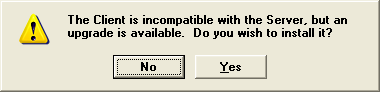 The Client is incompatible with the Server, but an
upgrade is available.  Do you wish to install it?
No
Yes